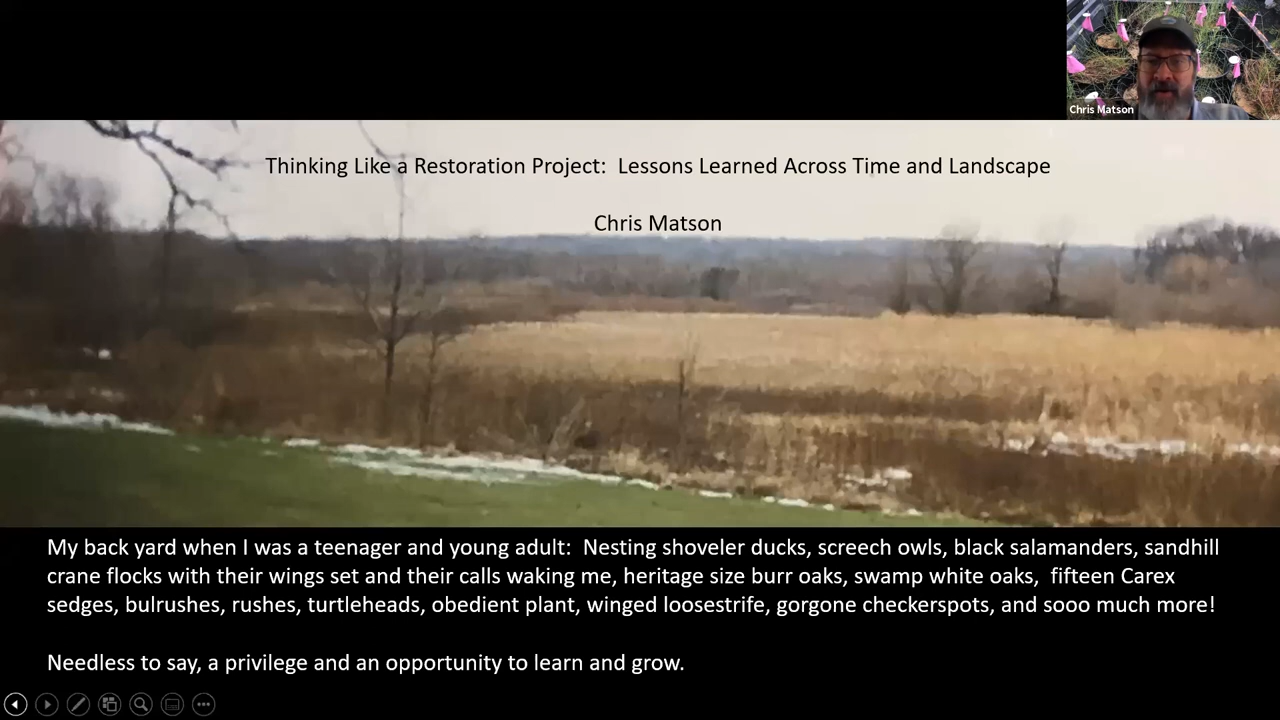 Chris Matson
Thinking Like a Restoration Project:  Lessons Learned Across Time and Landscape
Chris Matson
My back yard when I was a teenager and young adult:  Nesting shoveler ducks, screech owls, black salamanders, sandhill
crane flocks with their wings set and their calls waking me, heritage size burr oaks, swamp white oaks,  fifteen Carex
sedges, bulrushes, rushes, turtleheads, obedient plant, winged loosestrife, gorgone checkerspots, and sooo much more!
Needless to say, a privilege and an opportunity to learn and grow.